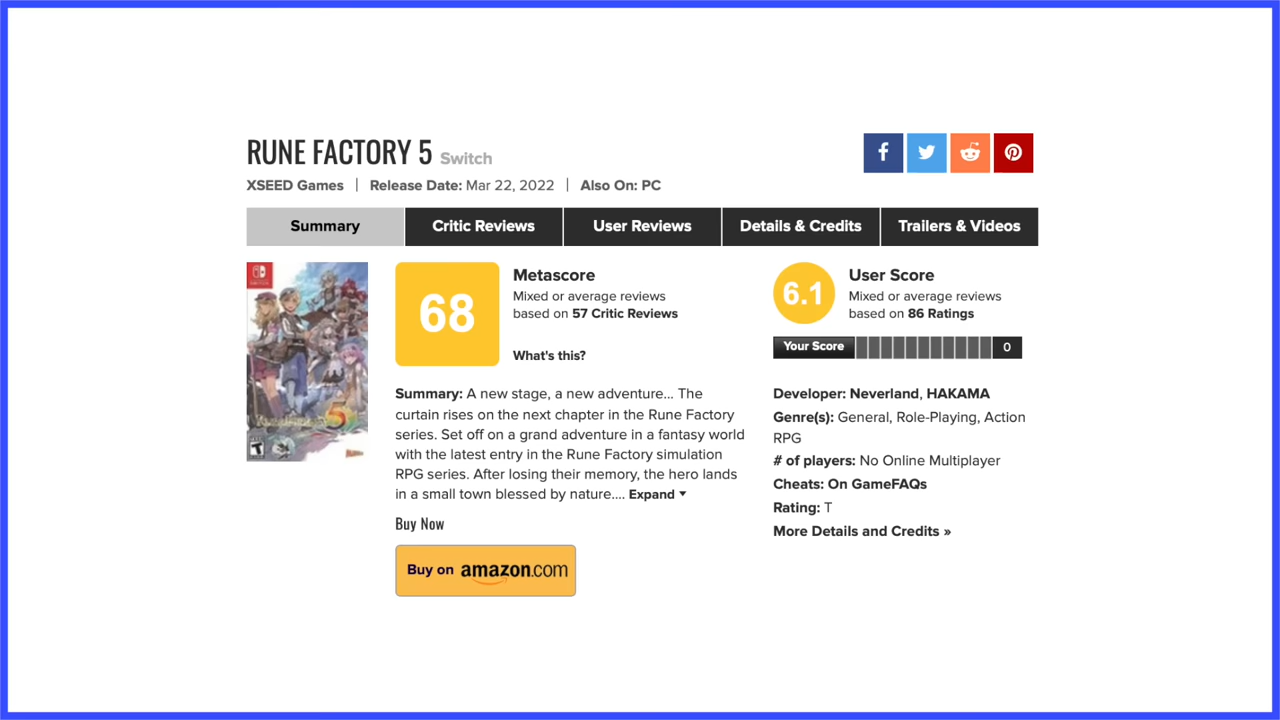 RUNE FACTORY 5 Switch
XSEED Games | Release Date: Mar 22, 2022 | Also On: PC
Summary
Critic Reviews
User Reviews
Details & Credits
Trailers & Videos
68
Metascore
Mixed or average reviews
based on 57 Critic Reviews
What's this?
Summary: A new stage, a new adventure... The
curtain rises on the next chapter in the Rune Factory
series. Set off on a grand adventure in a fantasy world
with the latest entry in the Rune Factory simulation
RPG series. After losing their memory, the hero lands
in a small town blessed by nature.... Expand
Buy Now
Buy on amazon.com
6.1
User Score
Mixed or average reviews
based on 86 Ratings
Your Score
0
Developer: Neverland, HAKAMA
Genre(s): General, Role-Playing, Action
RPG
# of players: No Online Multiplayer
Cheats: On GameFAQs
Rating: T
More Details and Credits »